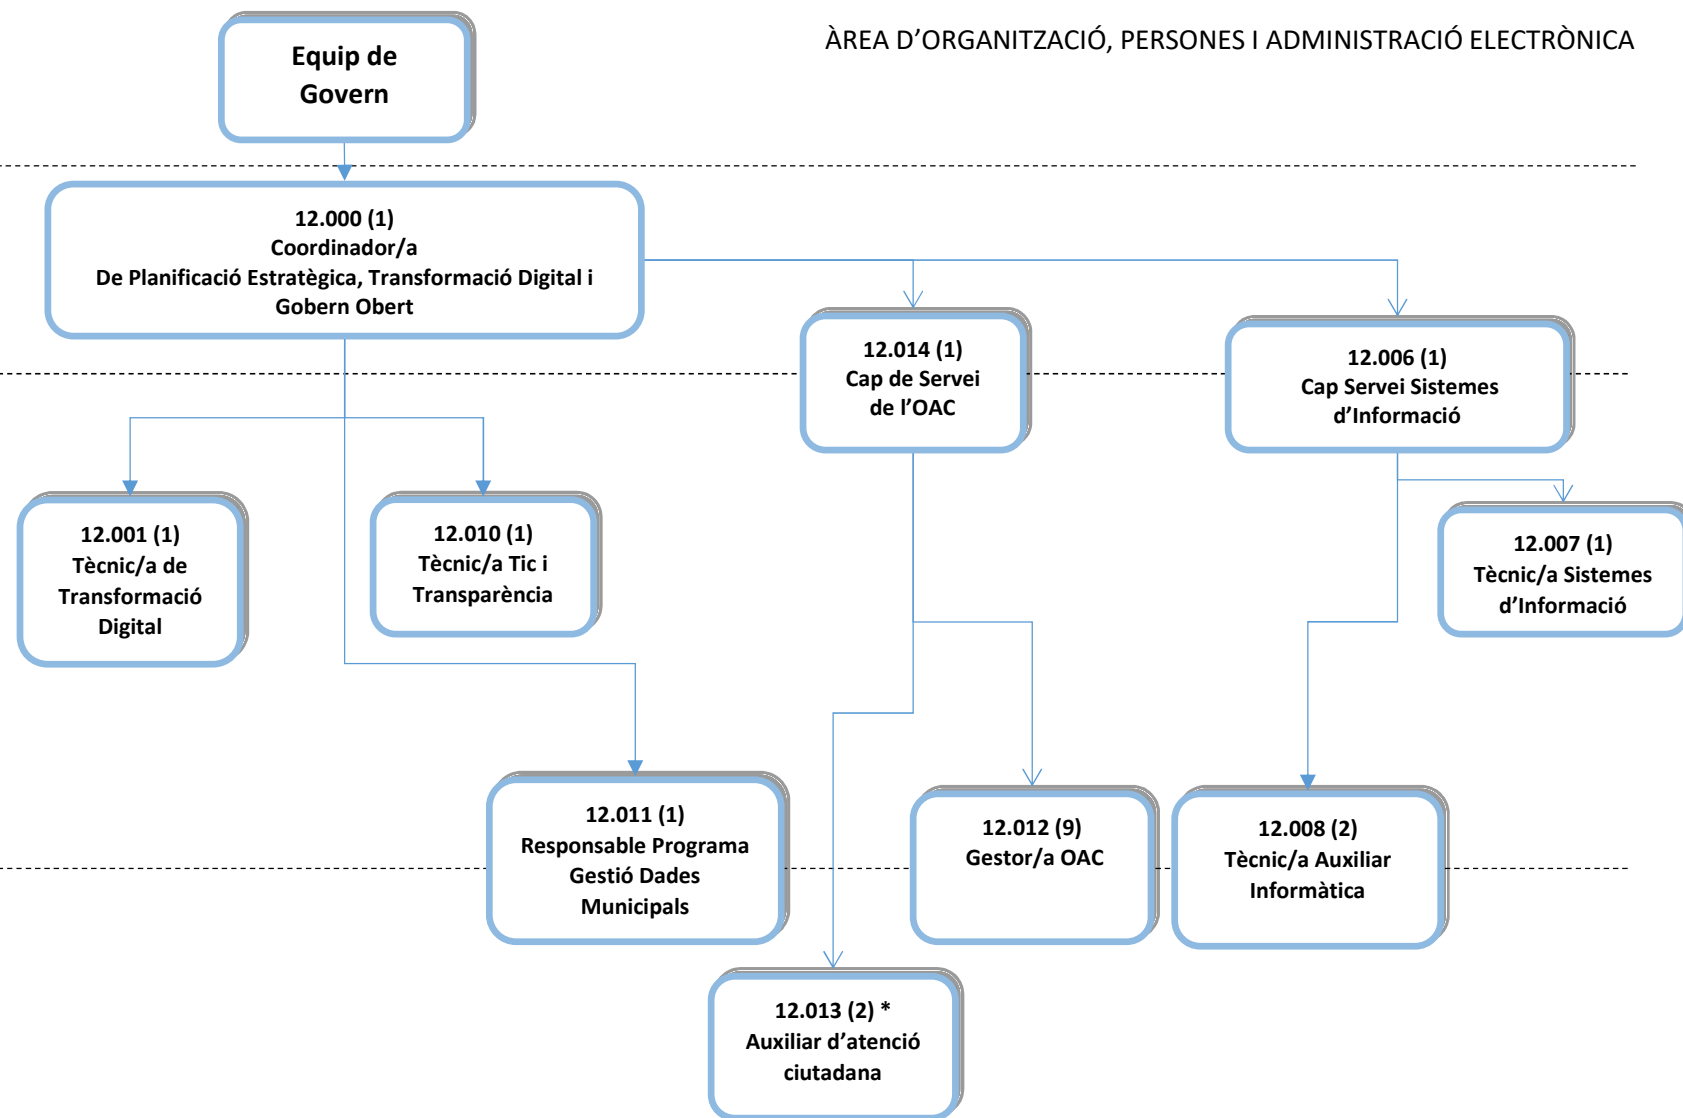 ÀREA D’ORGANITZACIÓ, PERSONES I ADMINISTRACIÓ ELECTRÒNICA
Equip de
Govern
12.000 (1)
Coordinador/a
De Planificació Estratègica, Transformació Digital i
Gobern Obert
12.014 (1)
Cap de Servei
de l’OAC
12.006 (1)
Cap Servei Sistemes
d’Informació
12.001 (1)
Tècnic/a de
Transformació
Digital
12.010 (1)
Tècnic/a Tic i
Transparència
12.007 (1)
Tècnic/a Sistemes
d’Informació
12.011 (1)
Responsable Programa
Gestió Dades
Municipals
12.012 (9)
Gestor/a OAC
12.008 (2)
Tècnic/a Auxiliar
Informàtica
12.013 (2) *
Auxiliar d’atenció
ciutadana